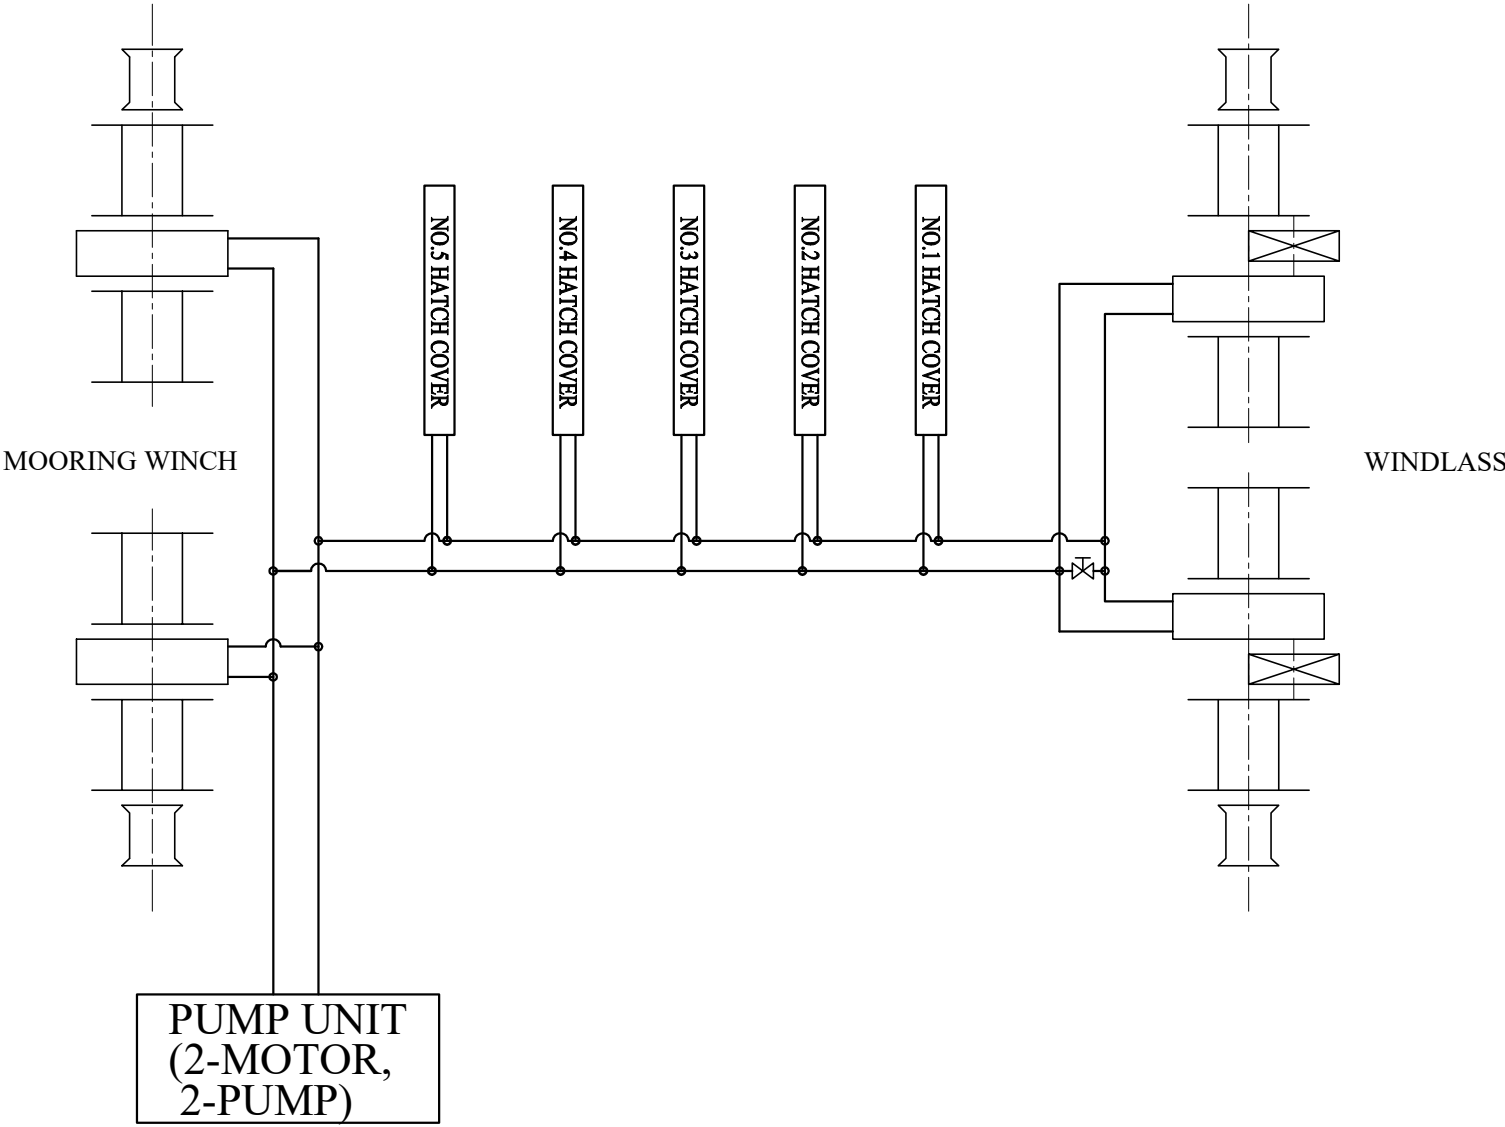 NO.5 HATCH COVER
NO.4 HATCH COVER
NO.3 HATCH COVER
NO.2 HATCH COVER
NO.1 HATCH COVER
MOORING WINCH
WINDLASS
PUMP UNIT
(2-MOTOR,
2-PUMP)